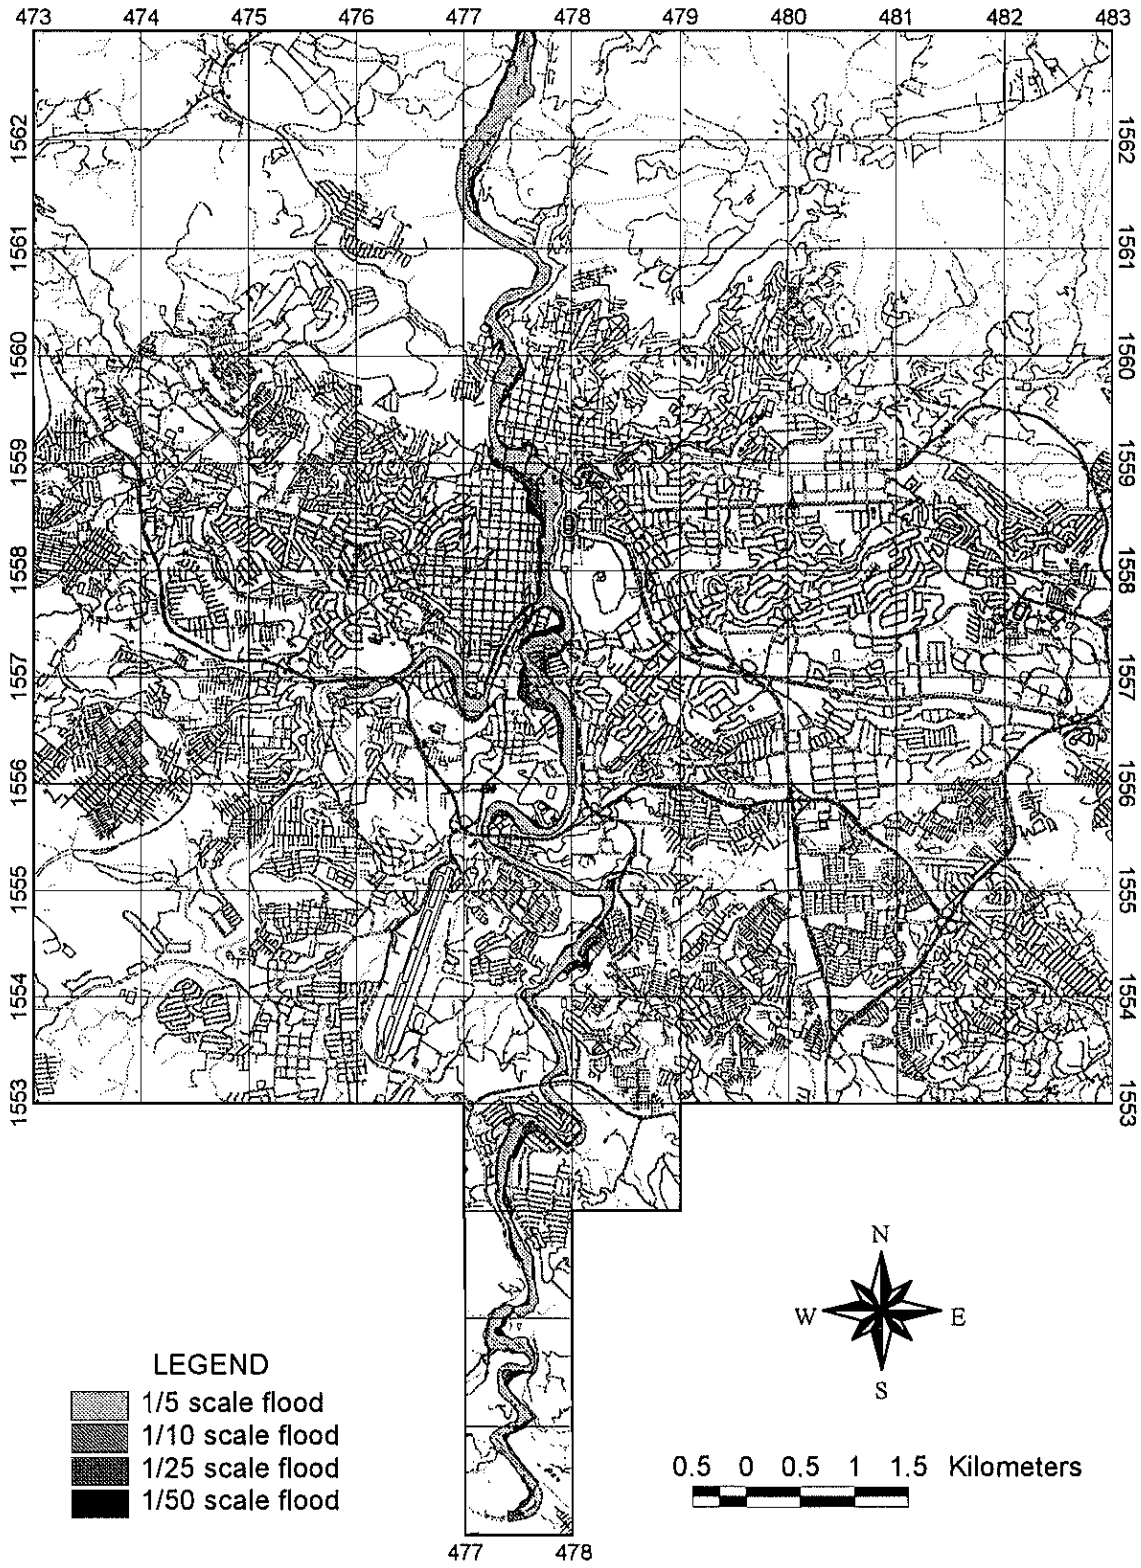 473 474 475 476 477 478 479 480 481 482 483
1562 1562
1561 1561
1560 1560
1559 1559
1558 1558
1557 1557
1556 1556
1555 1555
1554 1554
1553 1553
N
W E
S
LEGEND
1/5 scale flood
1/10 scale flood
1/25 scale flood
1/50 scale flood
0.5 0 0.5 1 1.5 Kilometers
477 478